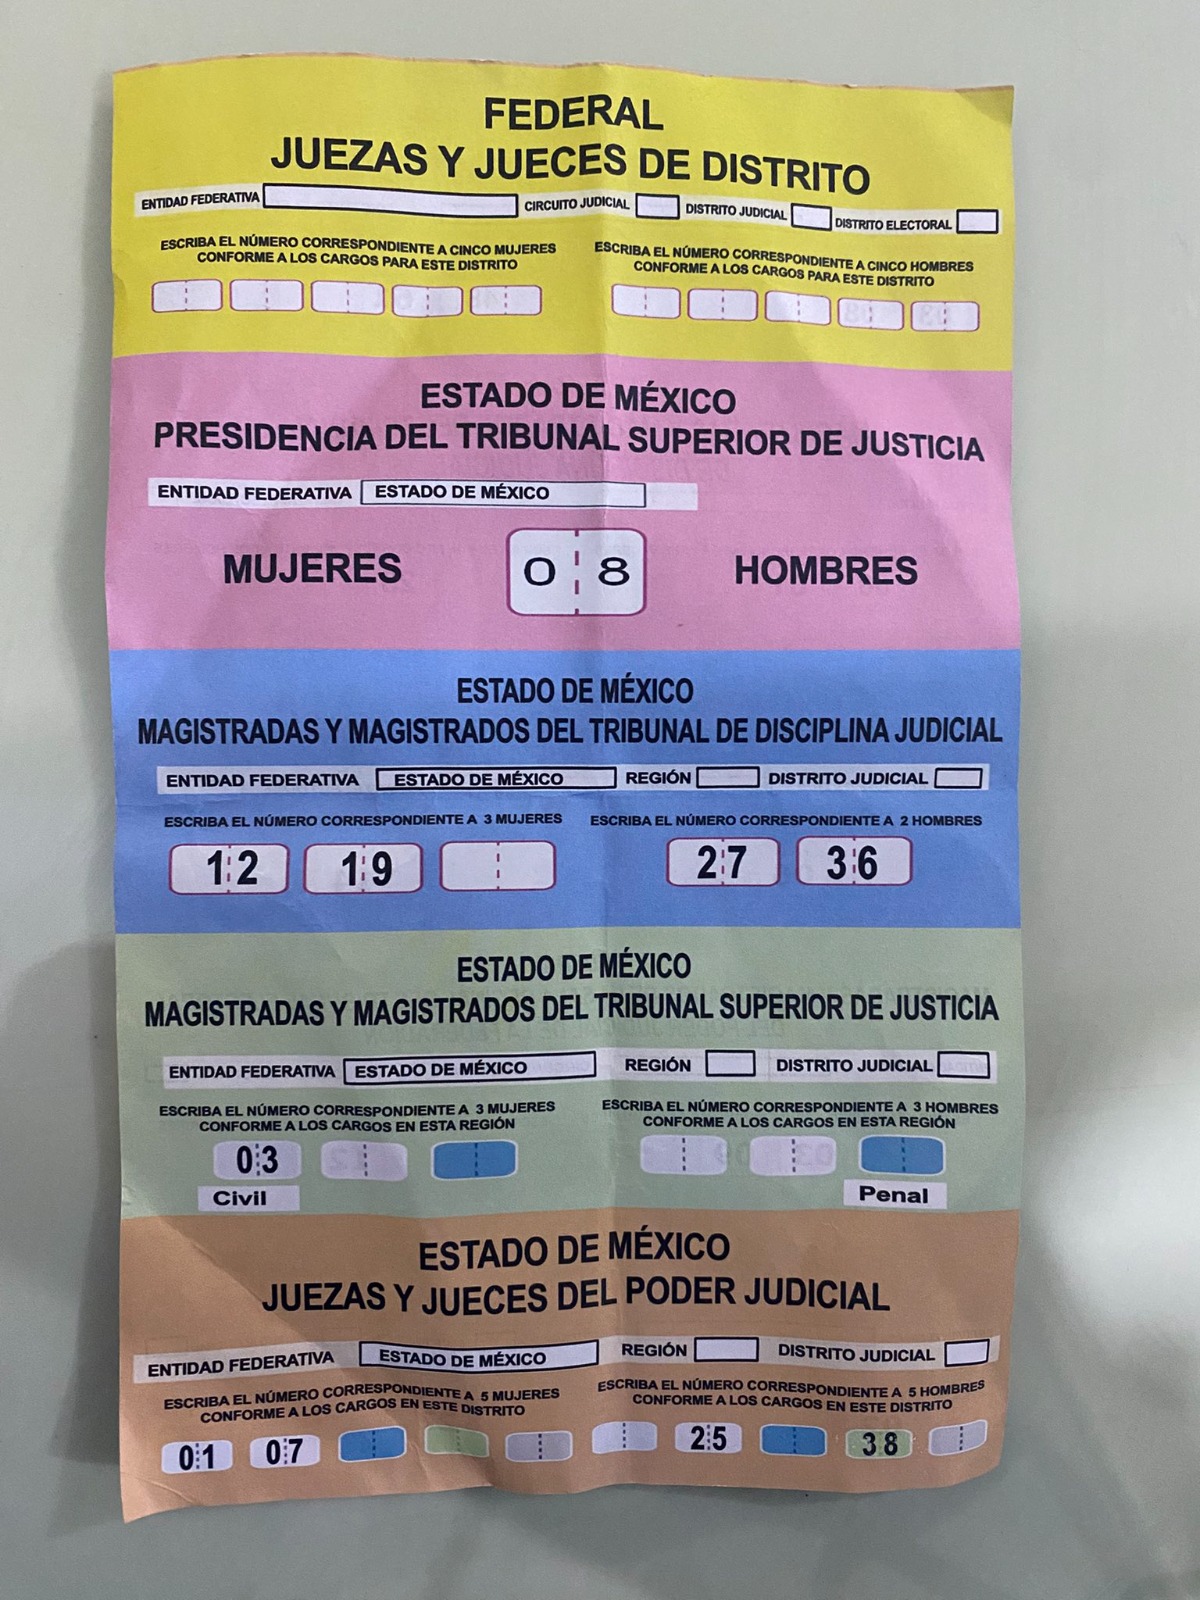 FEDERAL
JUEZAS Y JUECES DE DISTRITO
ENTIDAD FEDERATIVA CIRCUITO JUDICIAL DISTRITO JUDICIAL DISTRITO ELECTORAL
ESCRIBA EL NÚMERO CORRESPONDIENTE A CINCO MUJERES
CONFORME A LOS CARGOS PARA ESTE DISTRITO
ESCRIBA EL NÚMERO CORRESPONDIENTE A CINCO HOMBRES
CONFORME A LOS CARGOS PARA ESTE DISTRITO
ESTADO DE MÉXICO
PRESIDENCIA DEL TRIBUNAL SUPERIOR DE JUSTICIA
ENTIDAD FEDERATIVA ESTADO DE MÉXICO
MUJERES 0 8 HOMBRES
ESTADO DE MÉXICO
MAGISTRADAS Y MAGISTRADOS DEL TRIBUNAL DE DISCIPLINA JUDICIAL
ENTIDAD FEDERATIVA ESTADO DE MÉXICO REGIÓN DISTRITO JUDICIAL
ESCRIBA EL NÚMERO CORRESPONDIENTE A 3 MUJERES
12 19
ESCRIBA EL NÚMERO CORRESPONDIENTE A 2 HOMBRES
27 36
ESTADO DE MÉXICO
MAGISTRADAS Y MAGISTRADOS DEL TRIBUNAL SUPERIOR DE JUSTICIA
ENTIDAD FEDERATIVA ESTADO DE MÉXICO REGIÓN DISTRITO JUDICIAL
ESCRIBA EL NÚMERO CORRESPONDIENTE A 3 MUJERES
CONFORME A LOS CARGOS EN ESTA REGIÓN
03
Civil
ESCRIBA EL NÚMERO CORRESPONDIENTE A 3 HOMBRES
CONFORME A LOS CARGOS EN ESTA REGIÓN
Penal
ESTADO DE MÉXICO
JUEZAS Y JUECES DEL PODER JUDICIAL
ENTIDAD FEDERATIVA ESTADO DE MÉXICO REGIÓN DISTRITO JUDICIAL
ESCRIBA EL NÚMERO CORRESPONDIENTE A 5 MUJERES
CONFORME A LOS CARGOS EN ESTE DISTRITO
01 07
ESCRIBA EL NÚMERO CORRESPONDIENTE A 5 HOMBRES
CONFORME A LOS CARGOS EN ESTE DISTRITO
25 38